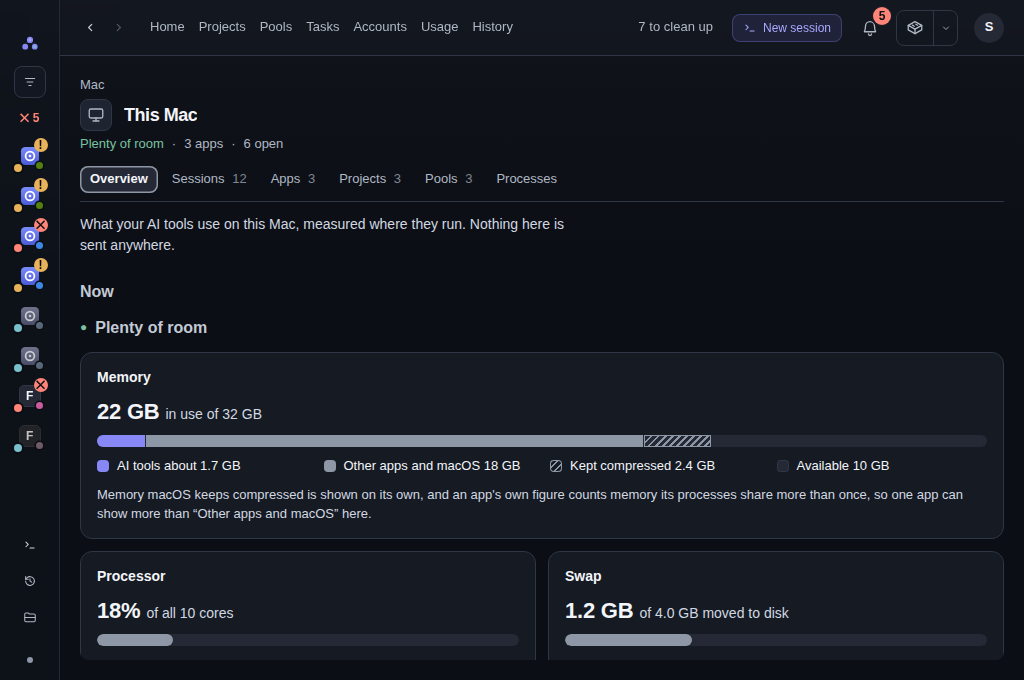 Home Projects Pools Tasks Accounts Usage History
7 to clean up
New session
5
S
5
!
!
!
F
F
Mac
This Mac
Plenty of room · 3 apps · 6 open
Overview Sessions 12 Apps 3 Projects 3 Pools 3 Processes
What your AI tools use on this Mac, measured where they run. Nothing here is
sent anywhere.
Now
Plenty of room
Memory
22 GB in use of 32 GB
AI tools about 1.7 GB Other apps and macOS 18 GB Kept compressed 2.4 GB Available 10 GB
Memory macOS keeps compressed is shown on its own, and an app's own figure counts memory its processes share more than once, so one app can
show more than “Other apps and macOS” here.
Processor
18% of all 10 cores
Swap
1.2 GB of 4.0 GB moved to disk